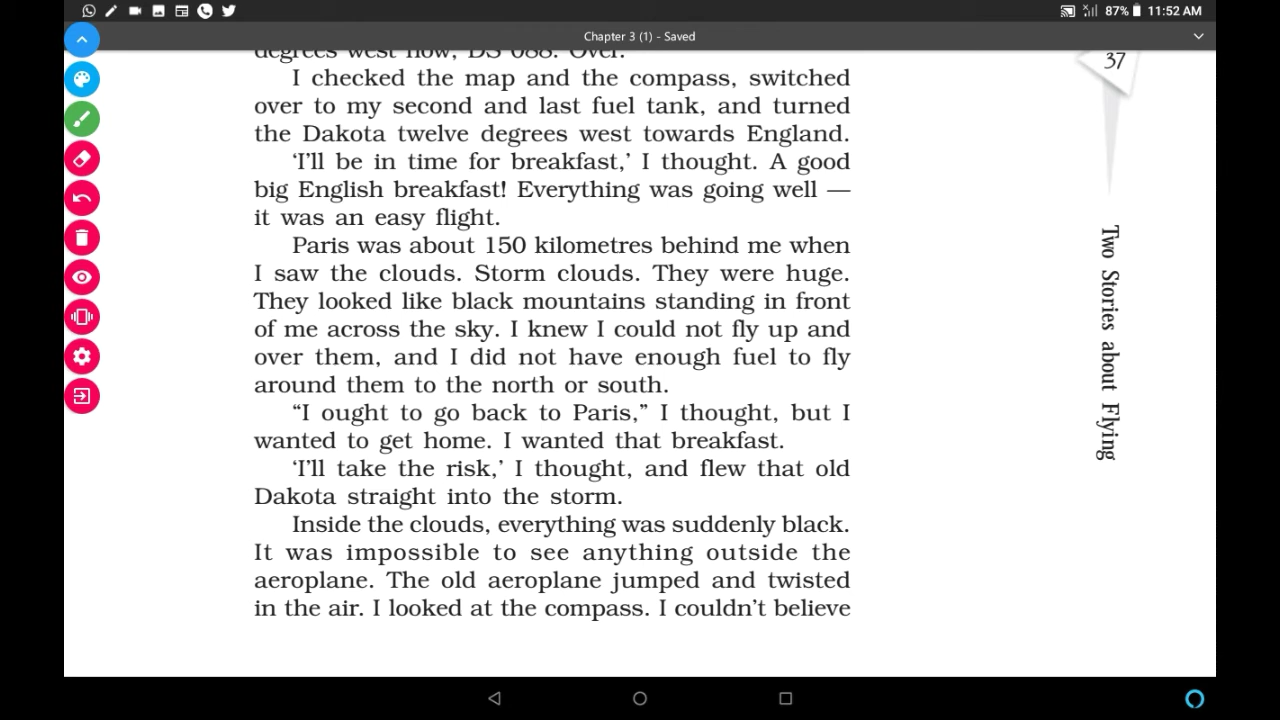 87% 11:52 AM
Chapter 3 (1) - Saved
degrees west now, DS 088. Over.
37
I checked the map and the compass, switched
over to my second and last fuel tank, and turned
the Dakota twelve degrees west towards England.
‘I’ll be in time for breakfast,’ I thought. A good
big English breakfast! Everything was going well —
it was an easy flight.
Paris was about 150 kilometres behind me when
I saw the clouds. Storm clouds. They were huge.
They looked like black mountains standing in front
of me across the sky. I knew I could not fly up and
over them, and I did not have enough fuel to fly
around them to the north or south.
“I ought to go back to Paris,” I thought, but I
wanted to get home. I wanted that breakfast.
‘I’ll take the risk,’ I thought, and flew that old
Dakota straight into the storm.
Inside the clouds, everything was suddenly black.
It was impossible to see anything outside the
aeroplane. The old aeroplane jumped and twisted
in the air. I looked at the compass. I couldn’t believe
Two Stories about Flying